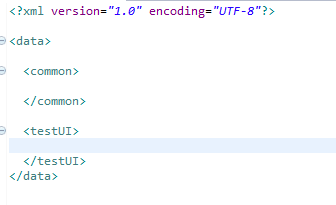 <?xml version="1.0" encoding="UTF-8"?>
<data>
<common>
</common>
<testUI>
</testUI>
</data>